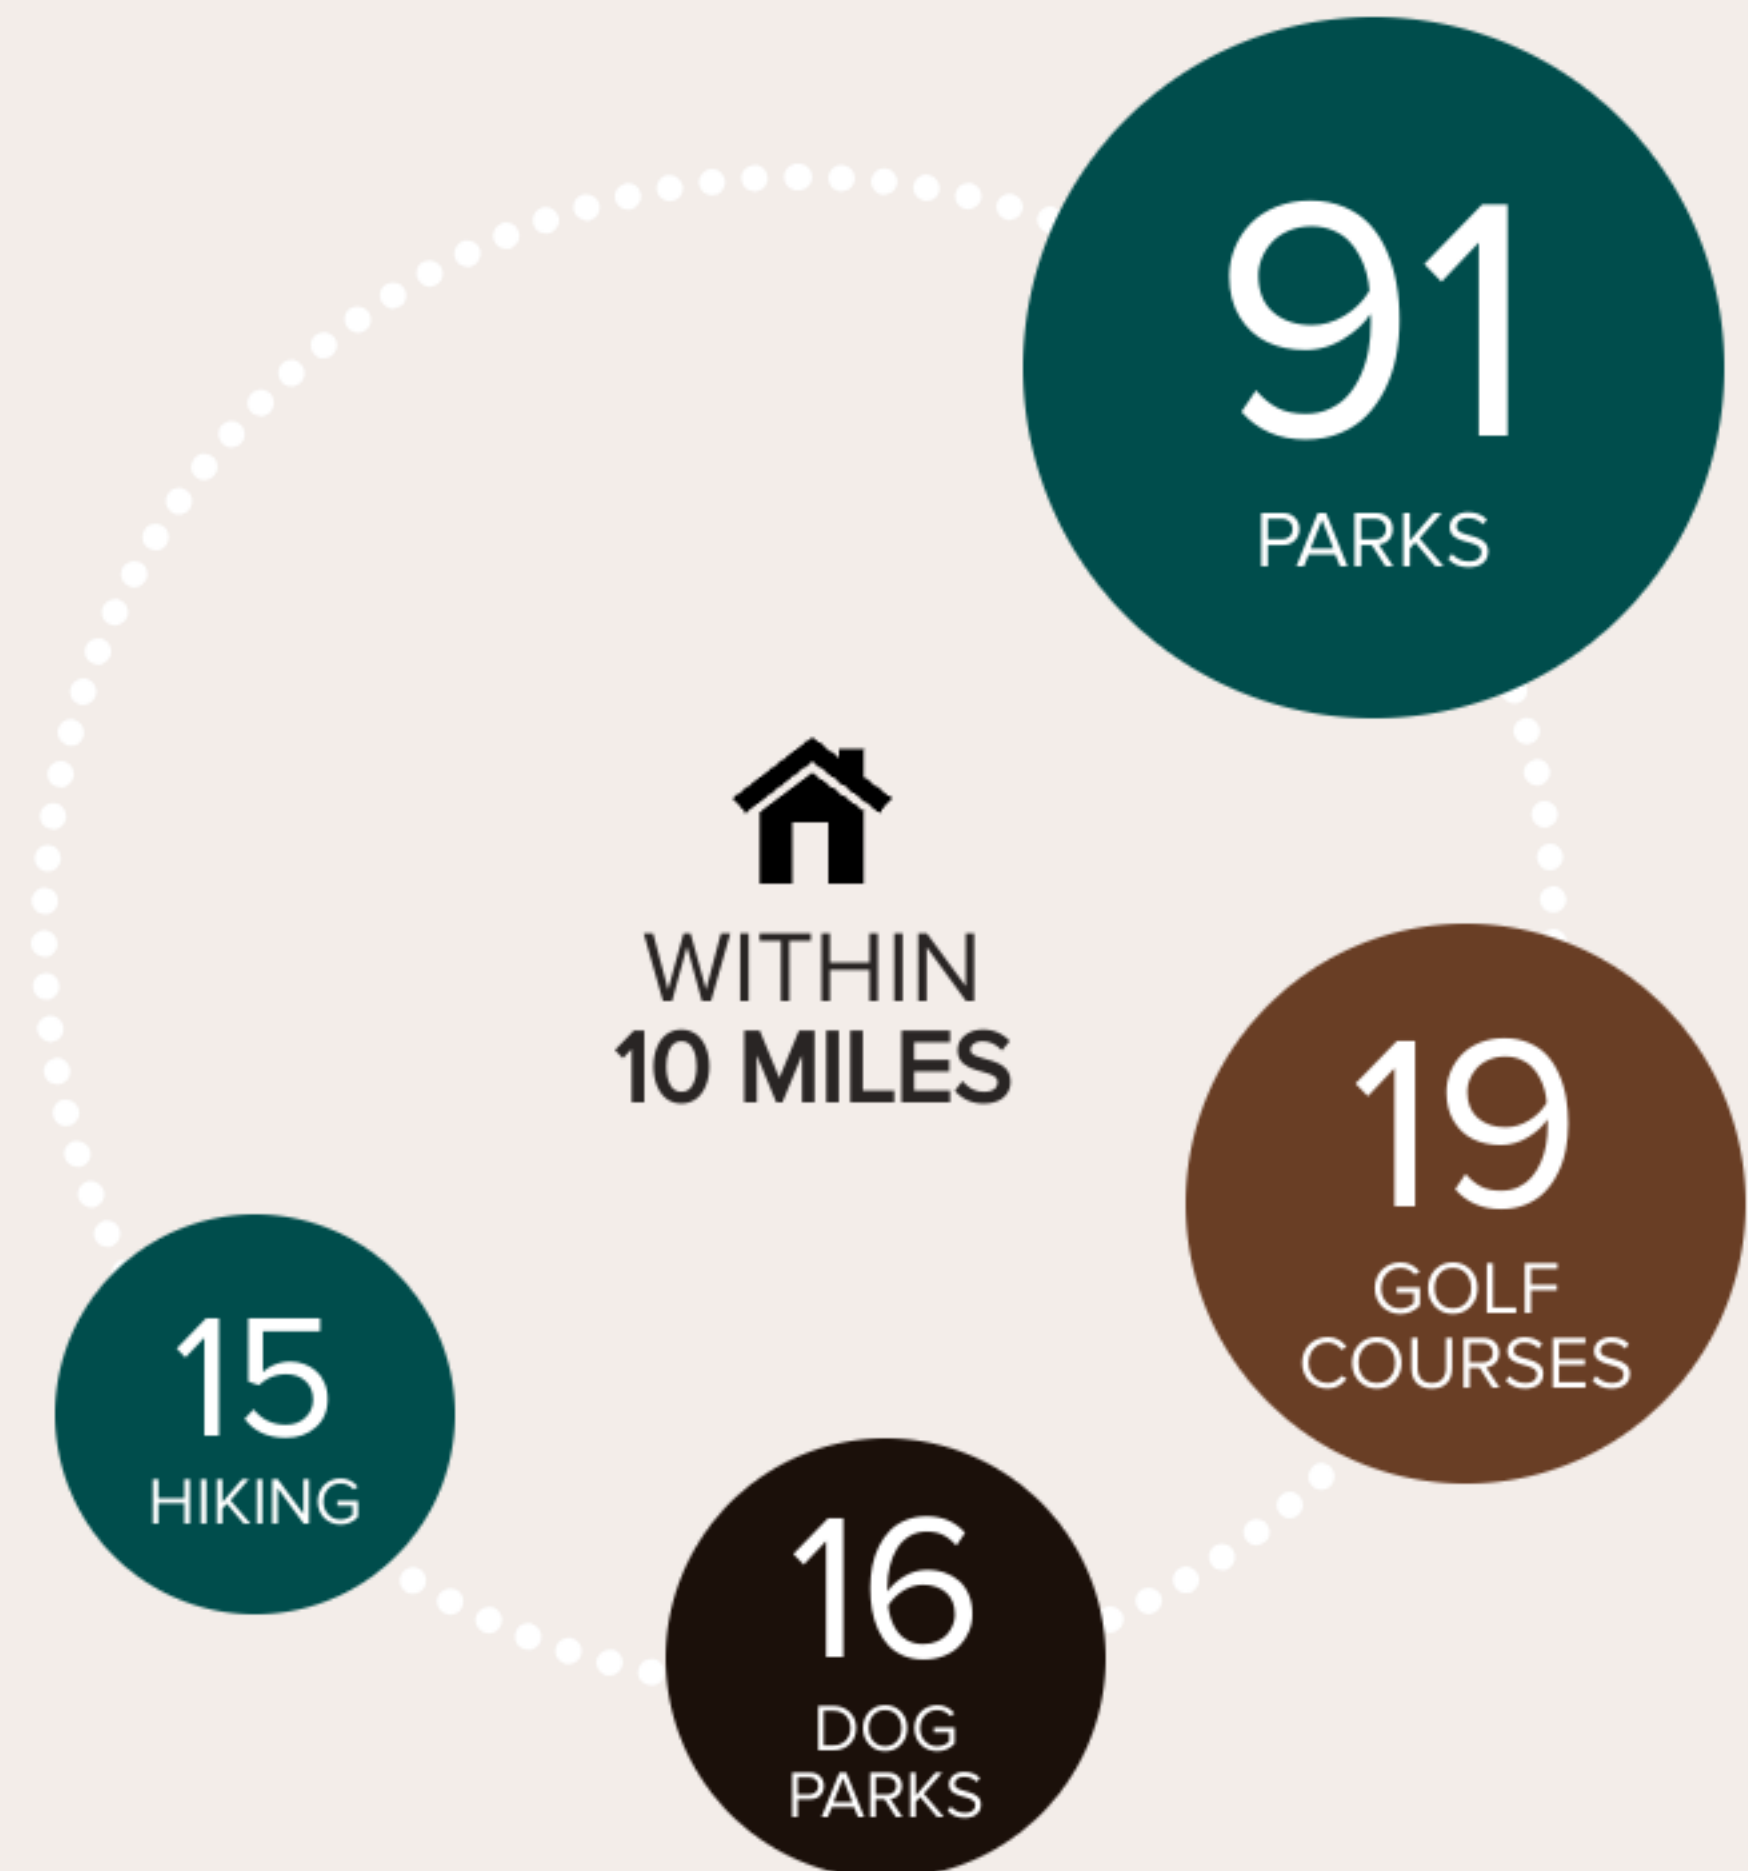 91
PARKS
WITHIN
10 MILES
19
GOLF
COURSES
15
HIKING
16
DOG
PARKS